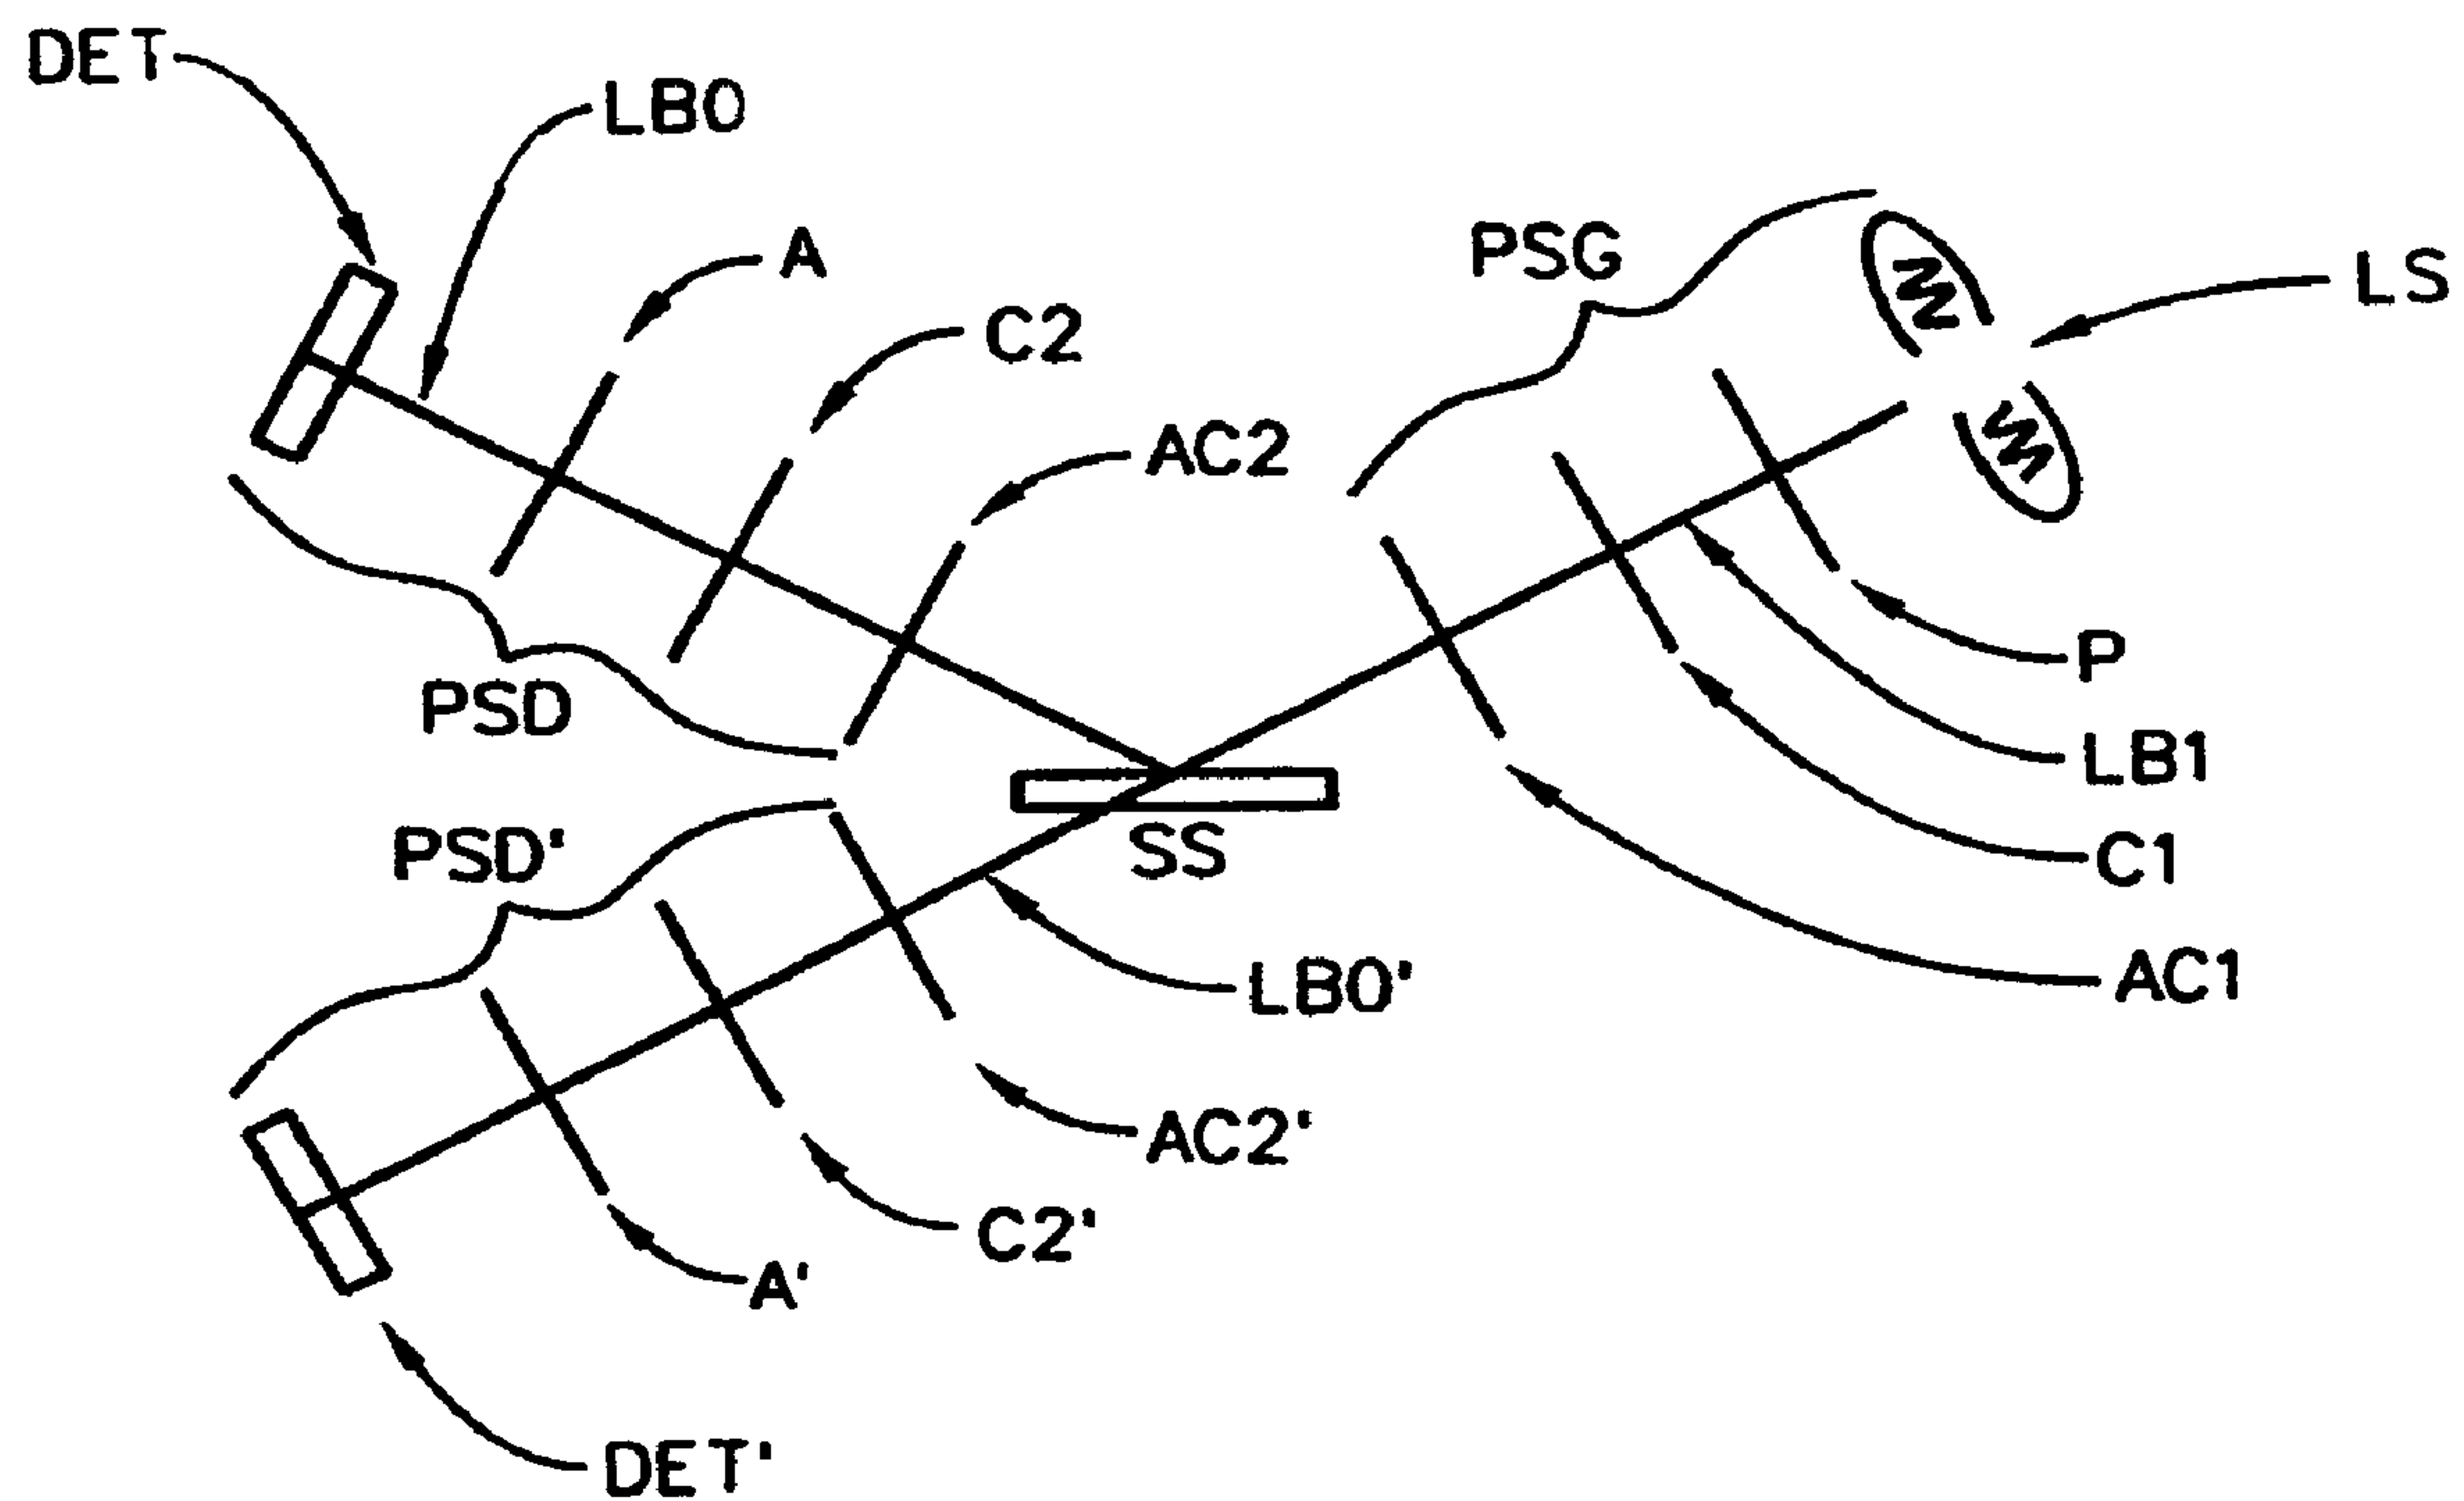 DET
LBO
A
C2
AC2
PSG
LS
P
LB1
C1
AC1
PSD
PSD'
SS
LBO'
AC2'
C2'
A'
DET'